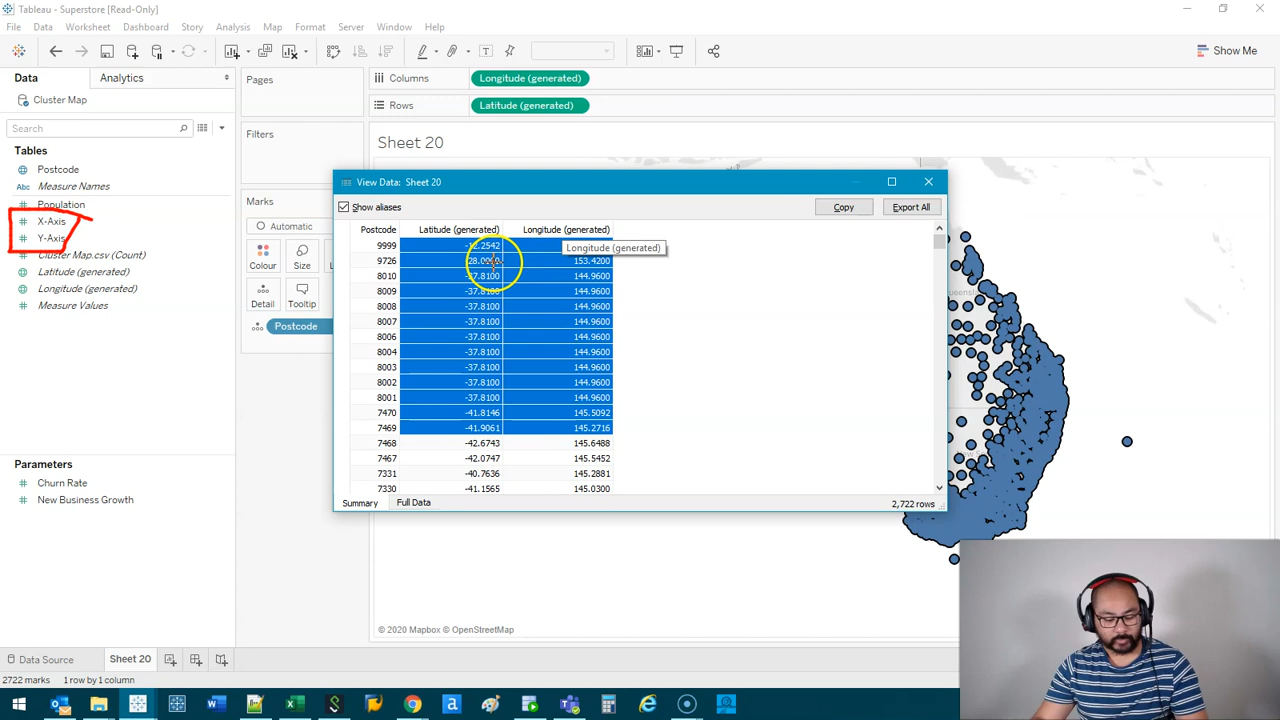 Tableau - Superstore [Read-Only]
File Data Worksheet Dashboard Story Analysis Map Format Server Window Help
Show Me
Data Analytics
Cluster Map
Search
Tables
Postcode
Abc Measure Names
Population
X-Axis
Y-Axis
Cluster Map.csv (Count)
Latitude (generated)
Longitude (generated)
Measure Values
Parameters
Churn Rate
New Business Growth
Pages
Filters
Marks
Automatic
Colour Size
Detail Tooltip
Postcode
Columns Longitude (generated)
Rows Latitude (generated)
Sheet 20
View Data: Sheet 20
Show aliases Copy Export All
Postcode Latitude (generated) Longitude (generated)
9999 -12.2542
Longitude (generated)
9726 153.4200
8010 -37.8100 144.9600
8009 -37.8100 144.9600
8008 -37.8100 144.9600
8007 -37.8100 144.9600
8006 -37.8100 144.9600
8004 -37.8100 144.9600
8003 -37.8100 144.9600
8002 -37.8100 144.9600
8001 -37.8100 144.9600
7470 -41.8146 145.5092
7469 -41.9061 145.2716
7468 -42.6743 145.6488
7467 -42.0747 145.5452
7331 -40.7636 145.2881
7330 -41.1565 145.0300
Summary Full Data 2,722 rows
© 2020 Mapbox © OpenStreetMap
Data Source Sheet 20
2722 marks 1 row by 1 column